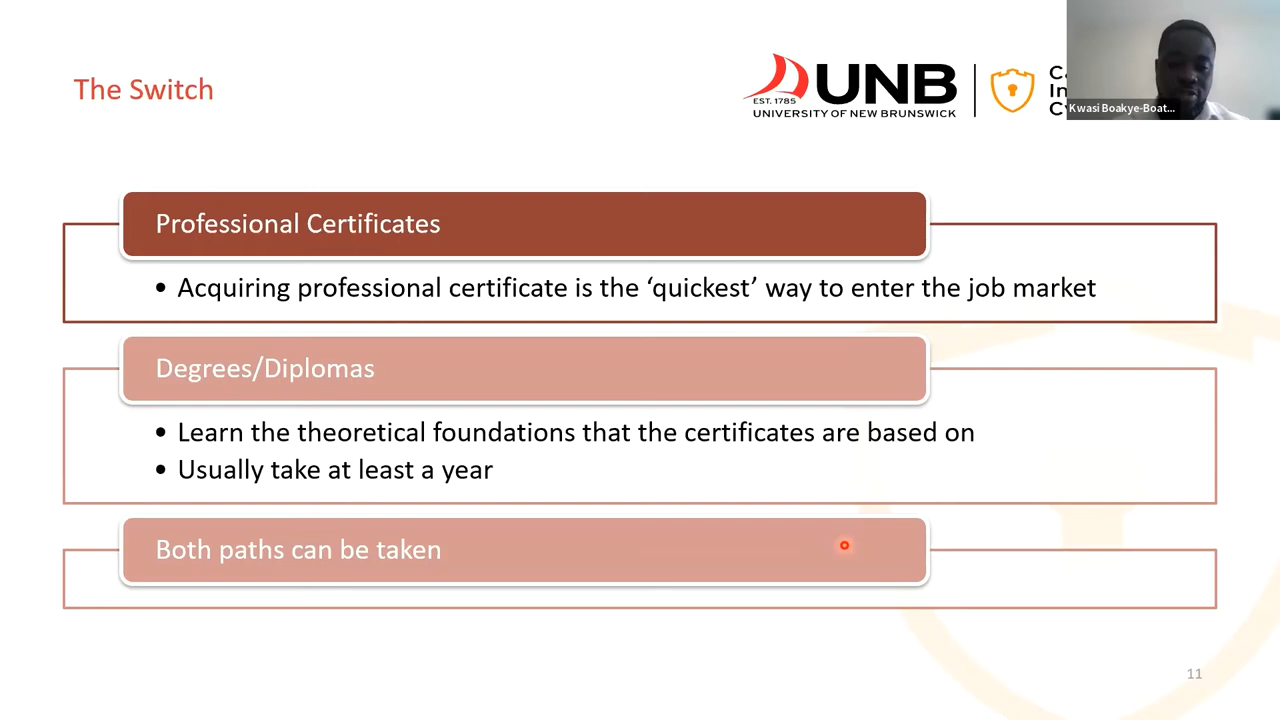 The Switch
EST. 1785
UNB
UNIVERSITY OF NEW BRUNSWICK
Kwasi Boakye-Boat...
Professional Certificates
• Acquiring professional certificate is the ‘quickest’ way to enter the job market
Degrees/Diplomas
• Learn the theoretical foundations that the certificates are based on
• Usually take at least a year
Both paths can be taken
11